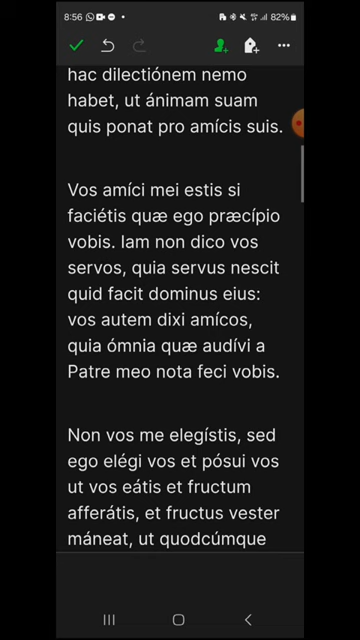 8:56 82%
hac dilectiónem nemo
habet, ut ánimam suam
quis ponat pro amícis suis.
Vos amíci mei estis si
faciétis quæ ego præcípio
vobis. Iam non dico vos
servos, quia servus nescit
quid facit dominus eius:
vos autem dixi amícos,
quia ómnia quæ audívi a
Patre meo nota feci vobis.
Non vos me elegístis, sed
ego elégi vos et pósui vos
ut vos eátis et fructum
afferátis, et fructus vester
máneat, ut quodcúmque